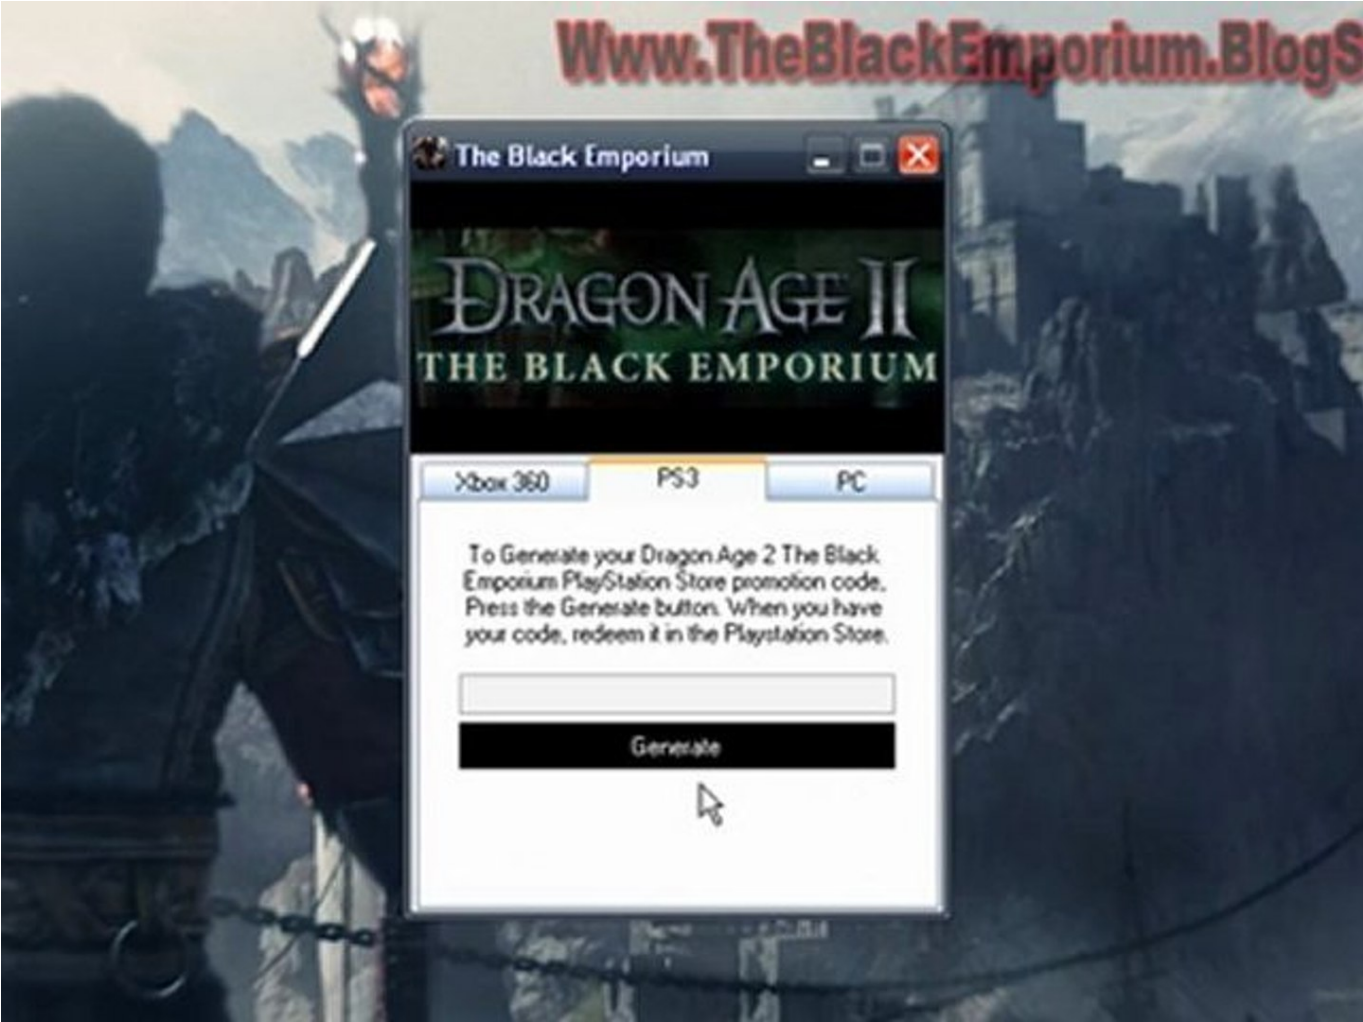 Www.TheBlackEmporium.BlogS
The Black Emporium
DRAGON AGE II
THE BLACK EMPORIUM
Xbox 360 PS3 PC
To Generate your Dragon Age 2 The Black
Emporium PlayStation Store promotion code,
Press the Generate button. When you have
your code, redeem it in the Playstation Store.
Generate